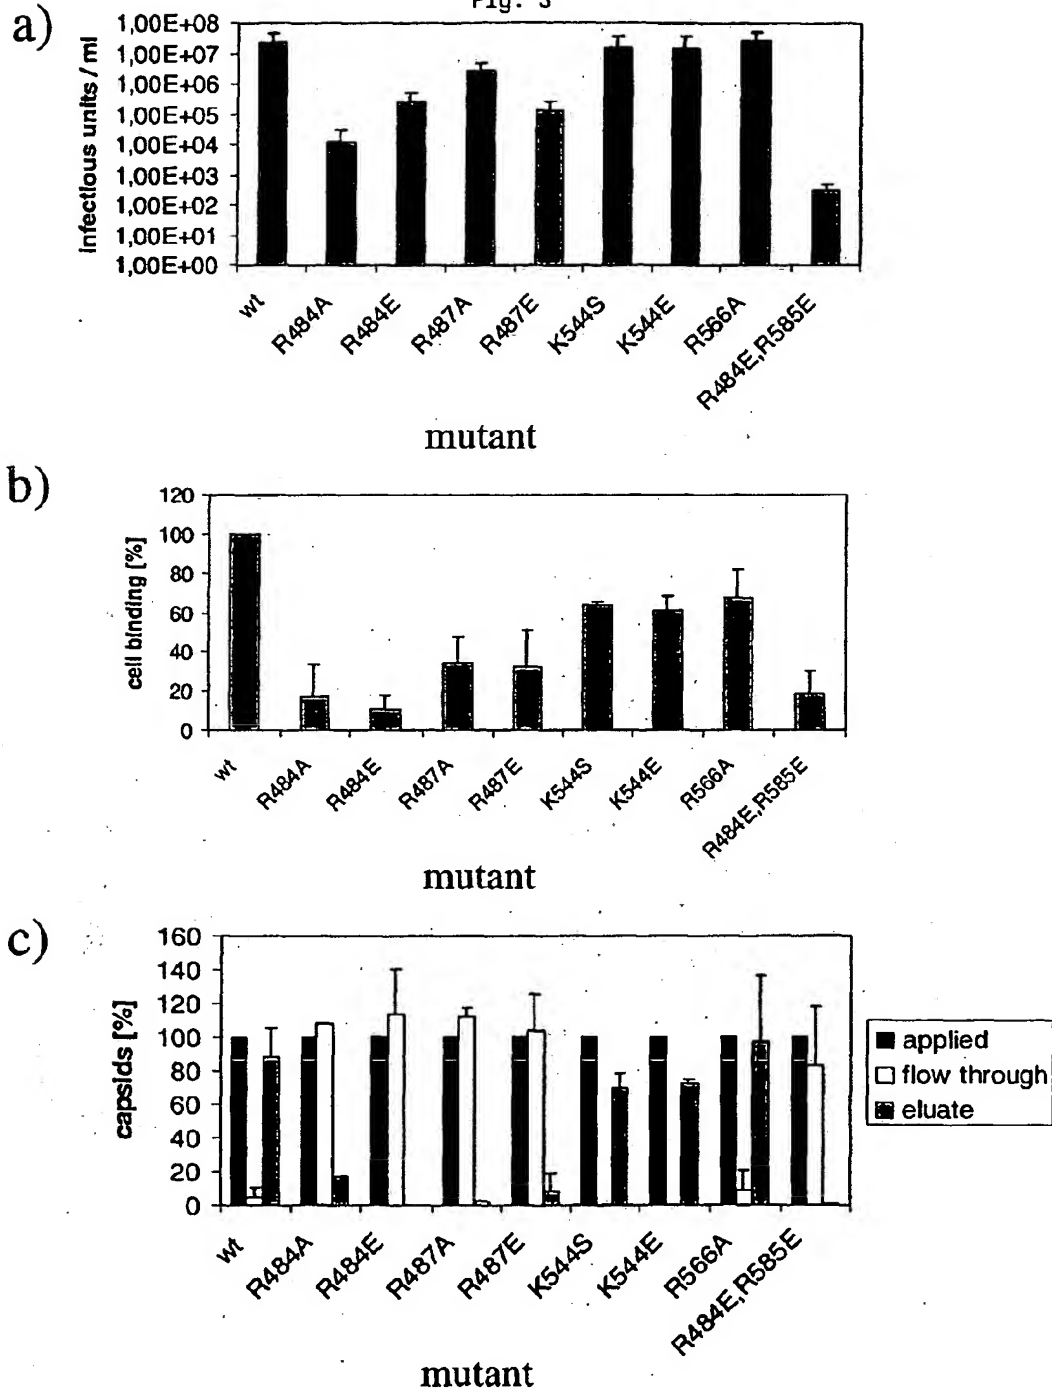 Fig. 3
a)
infectious units / ml
1,00E+08
1,00E+07
1,00E+06
1,00E+05
1,00E+04
1,00E+03
1,00E+02
1,00E+01
1,00E+00
wt
R484A
R484E
R487A
R487E
K544S
K544E
R566A
R484E,R585E
mutant
b)
cell binding [%]
120
100
80
60
40
20
0
wt
R484A
R484E
R487A
R487E
K544S
K544E
R566A
R484E,R585E
mutant
c)
capsids [%]
160
140
120
100
80
60
40
20
0
wt
R484A
R484E
R487A
R487E
K544S
K544E
R566A
R484E,R585E
applied
flow through
eluate
mutant